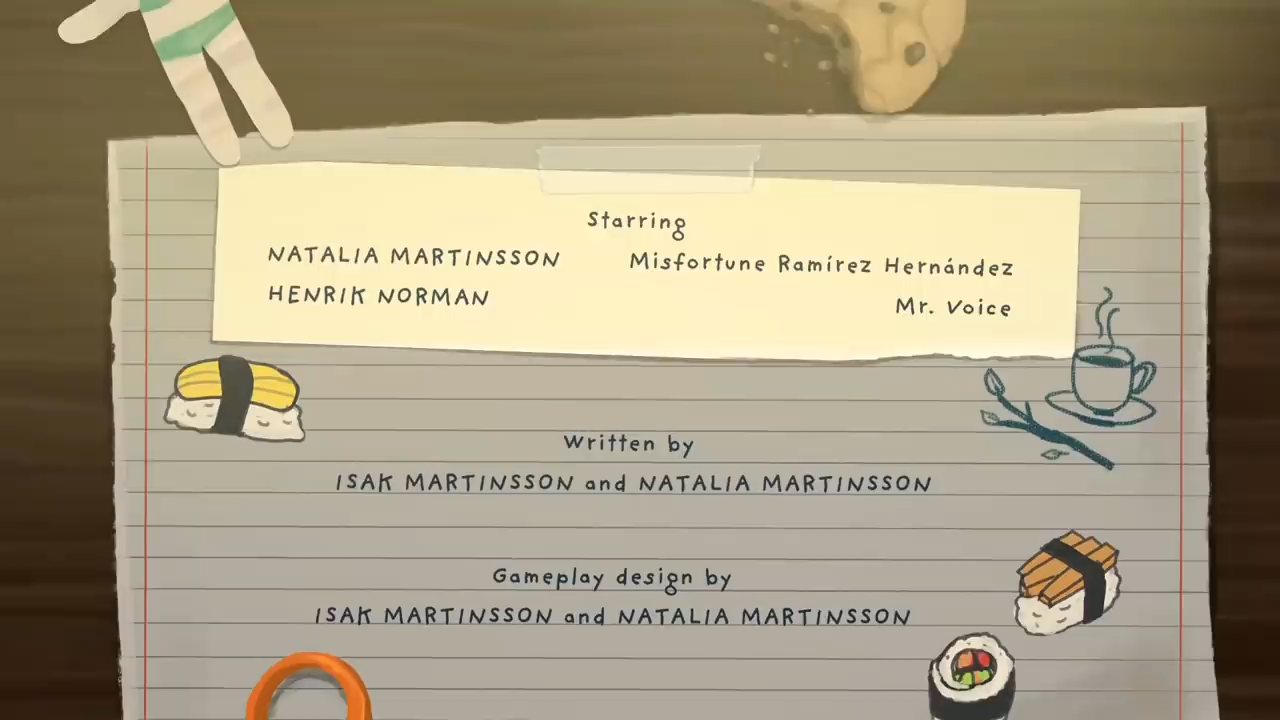 Starring
NATALIA MARTINSSON Misfortune Ramírez Hernández
HENRIK NORMAN Mr. Voice
Written by
ISAK MARTINSSON and NATALIA MARTINSSON
Gameplay design by
ISAK MARTINSSON and NATALIA MARTINSSON